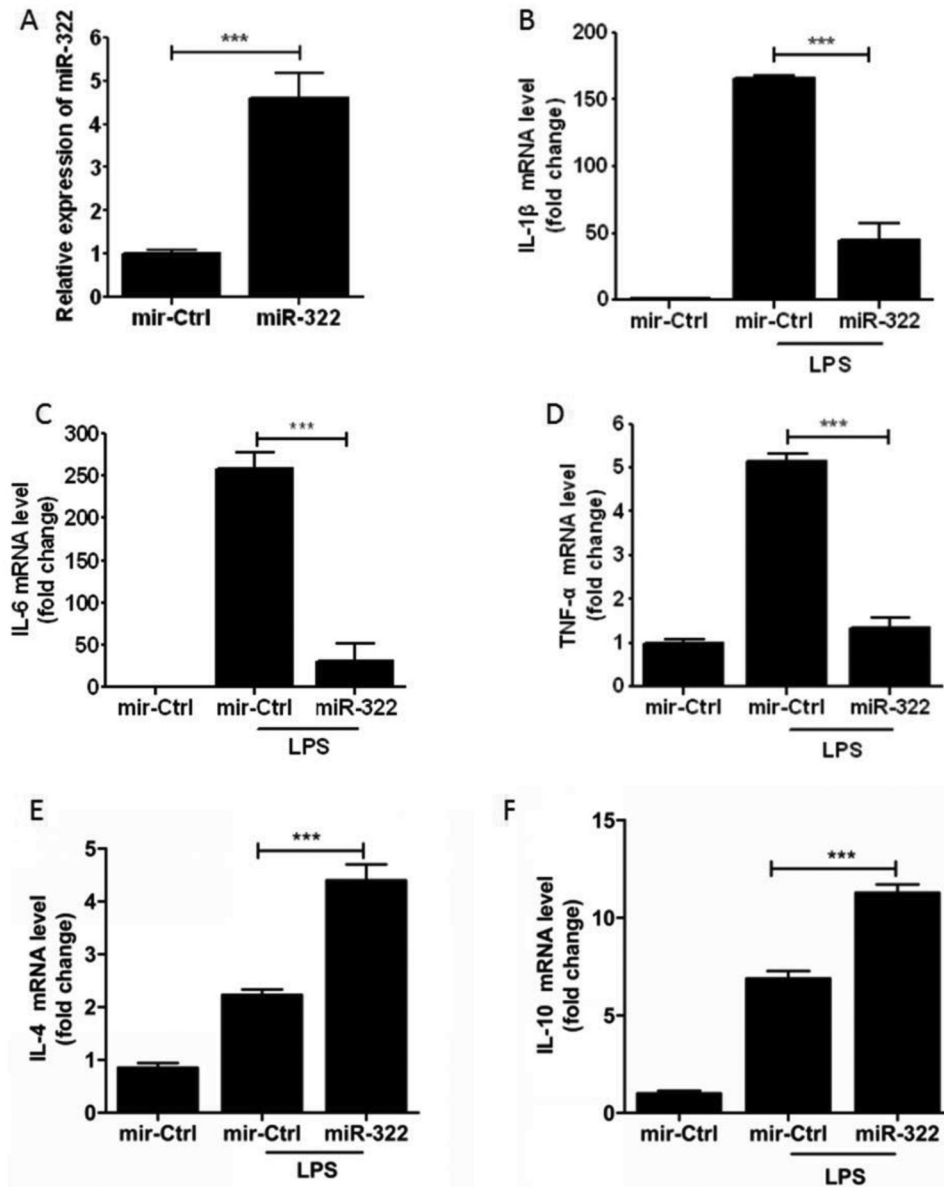 A
Relative expression of miR-322
6
5
4
3
2
1
0
***
mir-Ctrl
miR-322
B
IL-1β mRNA level
(fold change)
200
150
100
50
0
***
mir-Ctrl
mir-Ctrl
miR-322
LPS
C
IL-6 mRNA level
(fold change)
300
250
200
150
100
50
0
***
mir-Ctrl
mir-Ctrl
miR-322
LPS
D
TNF-α mRNA level
(fold change)
6
5
4
3
2
1
0
***
mir-Ctrl
mir-Ctrl
miR-322
LPS
E
IL-4 mRNA level
(fold change)
5
4
3
2
1
0
***
mir-Ctrl
mir-Ctrl
miR-322
LPS
F
IL-10 mRNA level
(fold change)
15
10
5
0
***
mir-Ctrl
mir-Ctrl
miR-322
LPS